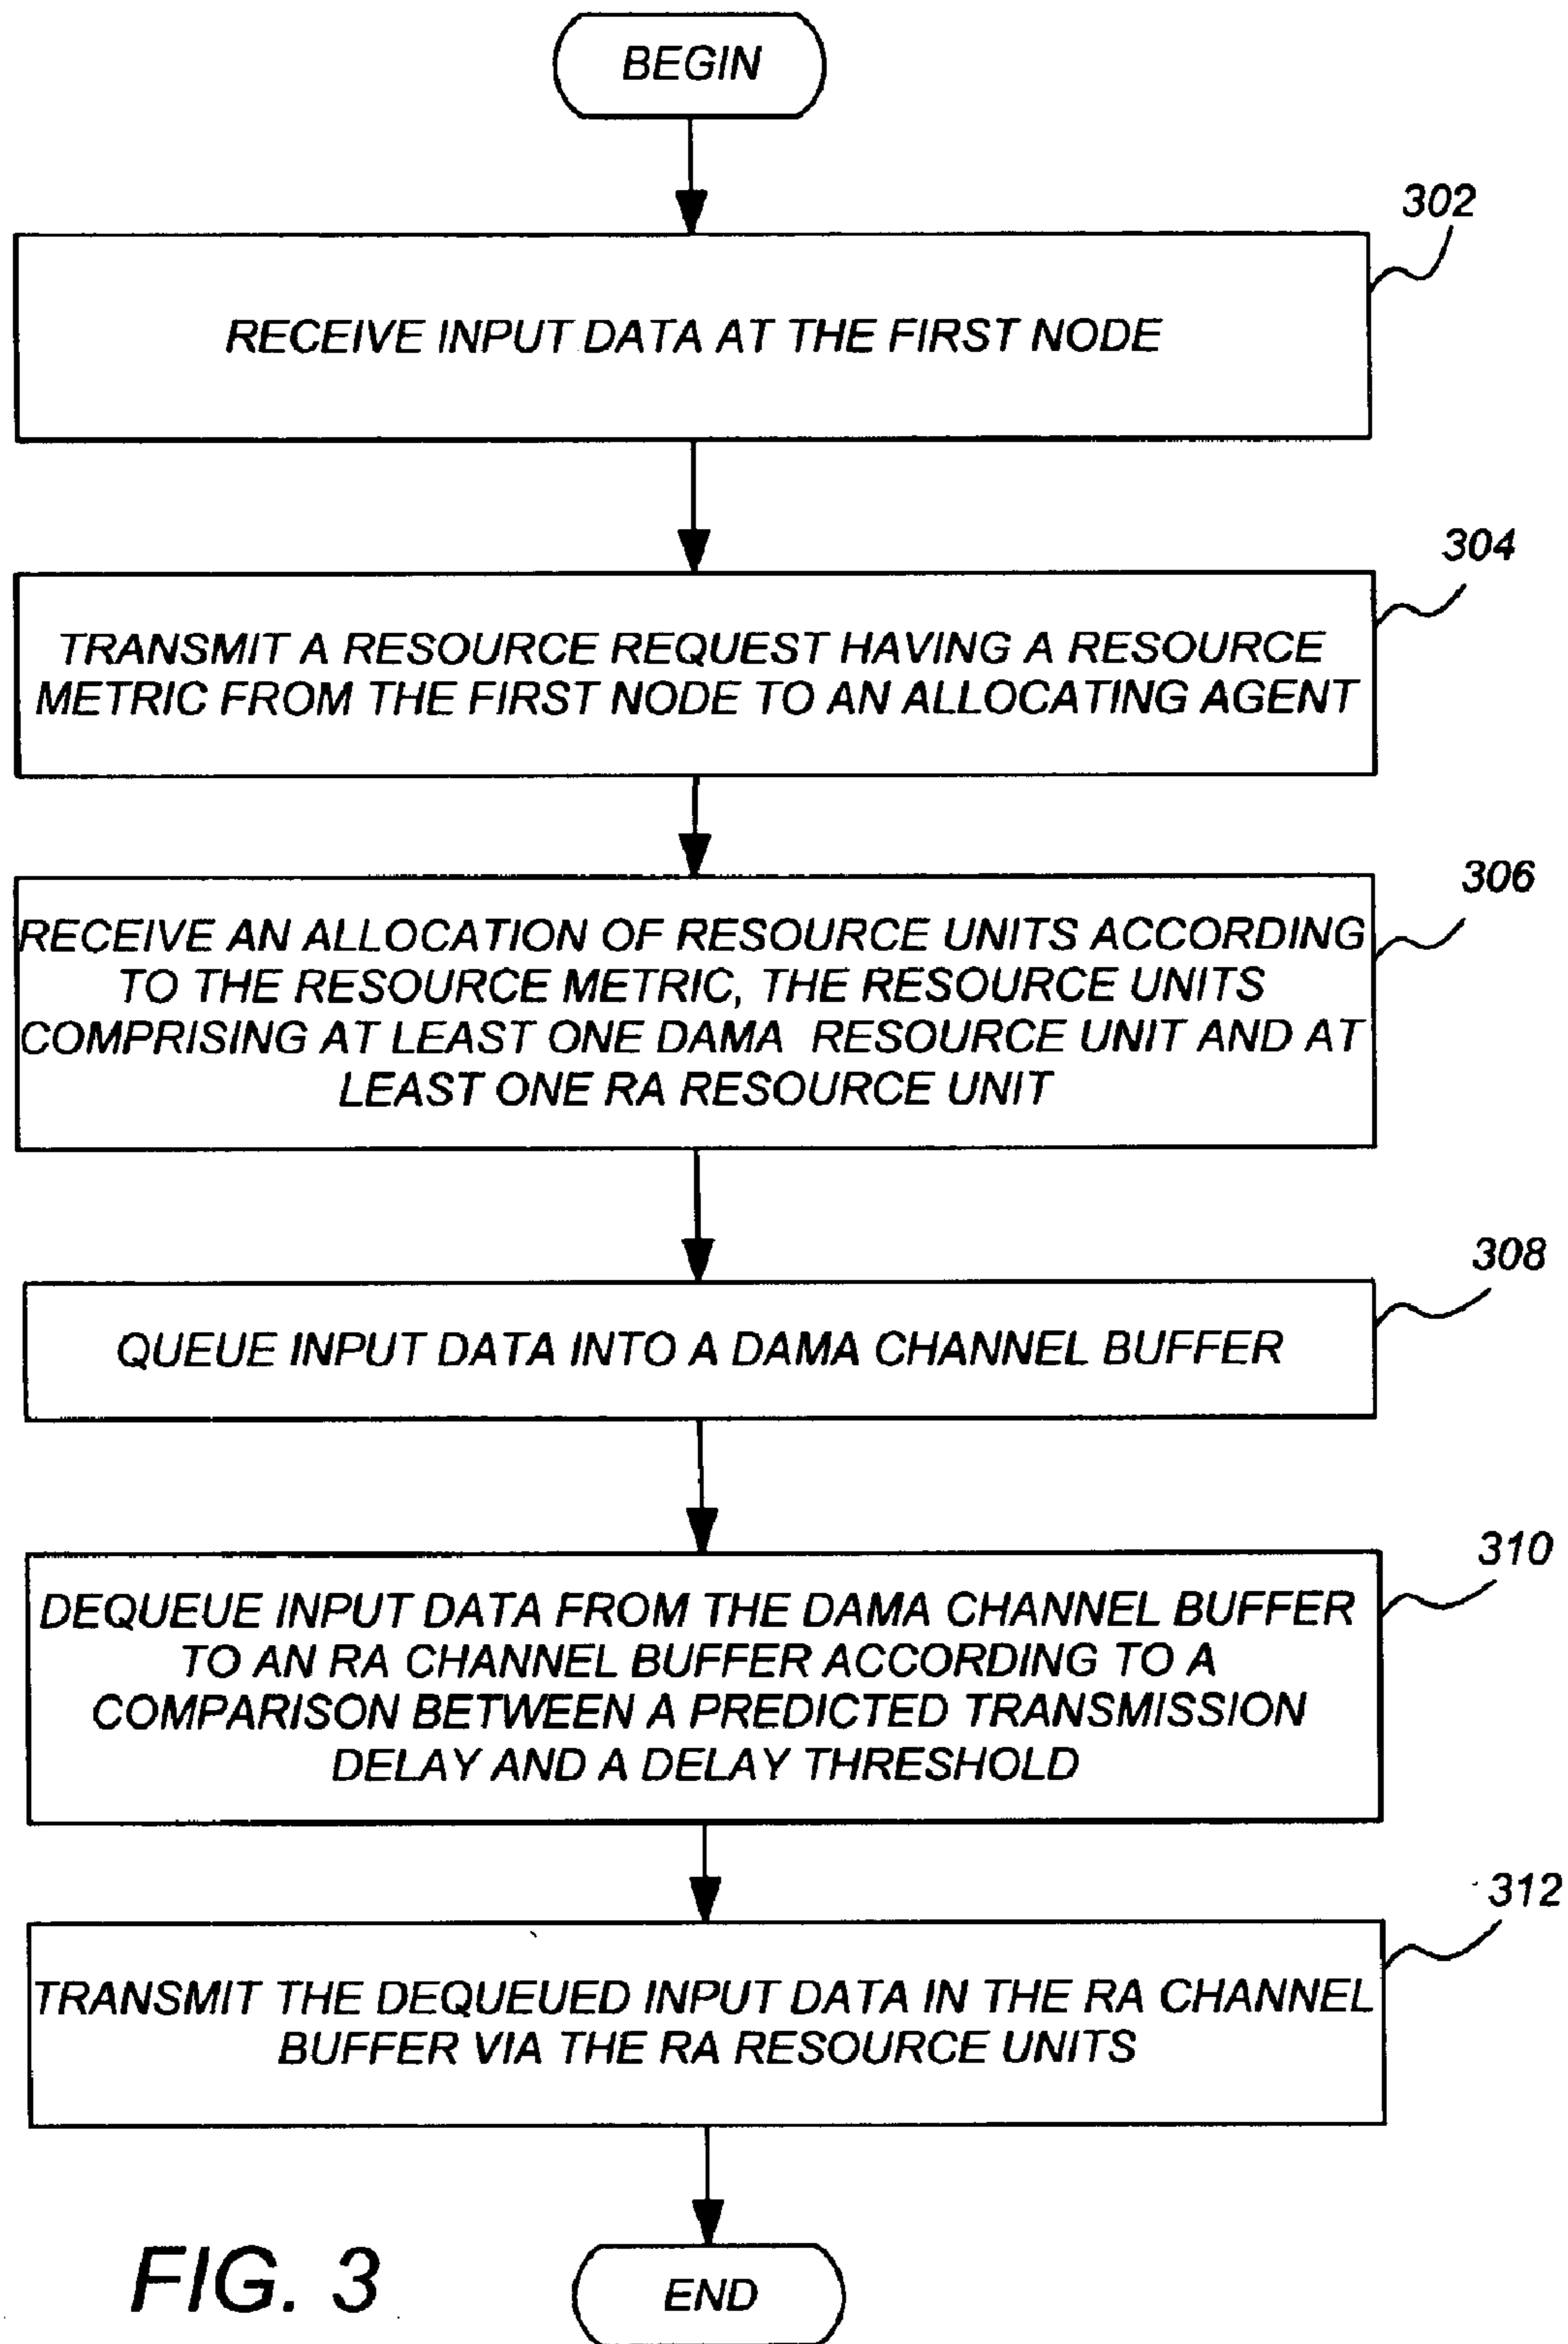 BEGIN
302
RECEIVE INPUT DATA AT THE FIRST NODE
304
TRANSMIT A RESOURCE REQUEST HAVING A RESOURCE
METRIC FROM THE FIRST NODE TO AN ALLOCATING AGENT
306
RECEIVE AN ALLOCATION OF RESOURCE UNITS ACCORDING
TO THE RESOURCE METRIC, THE RESOURCE UNITS
COMPRISING AT LEAST ONE DAMA RESOURCE UNIT AND AT
LEAST ONE RA RESOURCE UNIT
308
QUEUE INPUT DATA INTO A DAMA CHANNEL BUFFER
310
DEQUEUE INPUT DATA FROM THE DAMA CHANNEL BUFFER
TO AN RA CHANNEL BUFFER ACCORDING TO A
COMPARISON BETWEEN A PREDICTED TRANSMISSION
DELAY AND A DELAY THRESHOLD
312
TRANSMIT THE DEQUEUED INPUT DATA IN THE RA CHANNEL
BUFFER VIA THE RA RESOURCE UNITS
END
FIG. 3